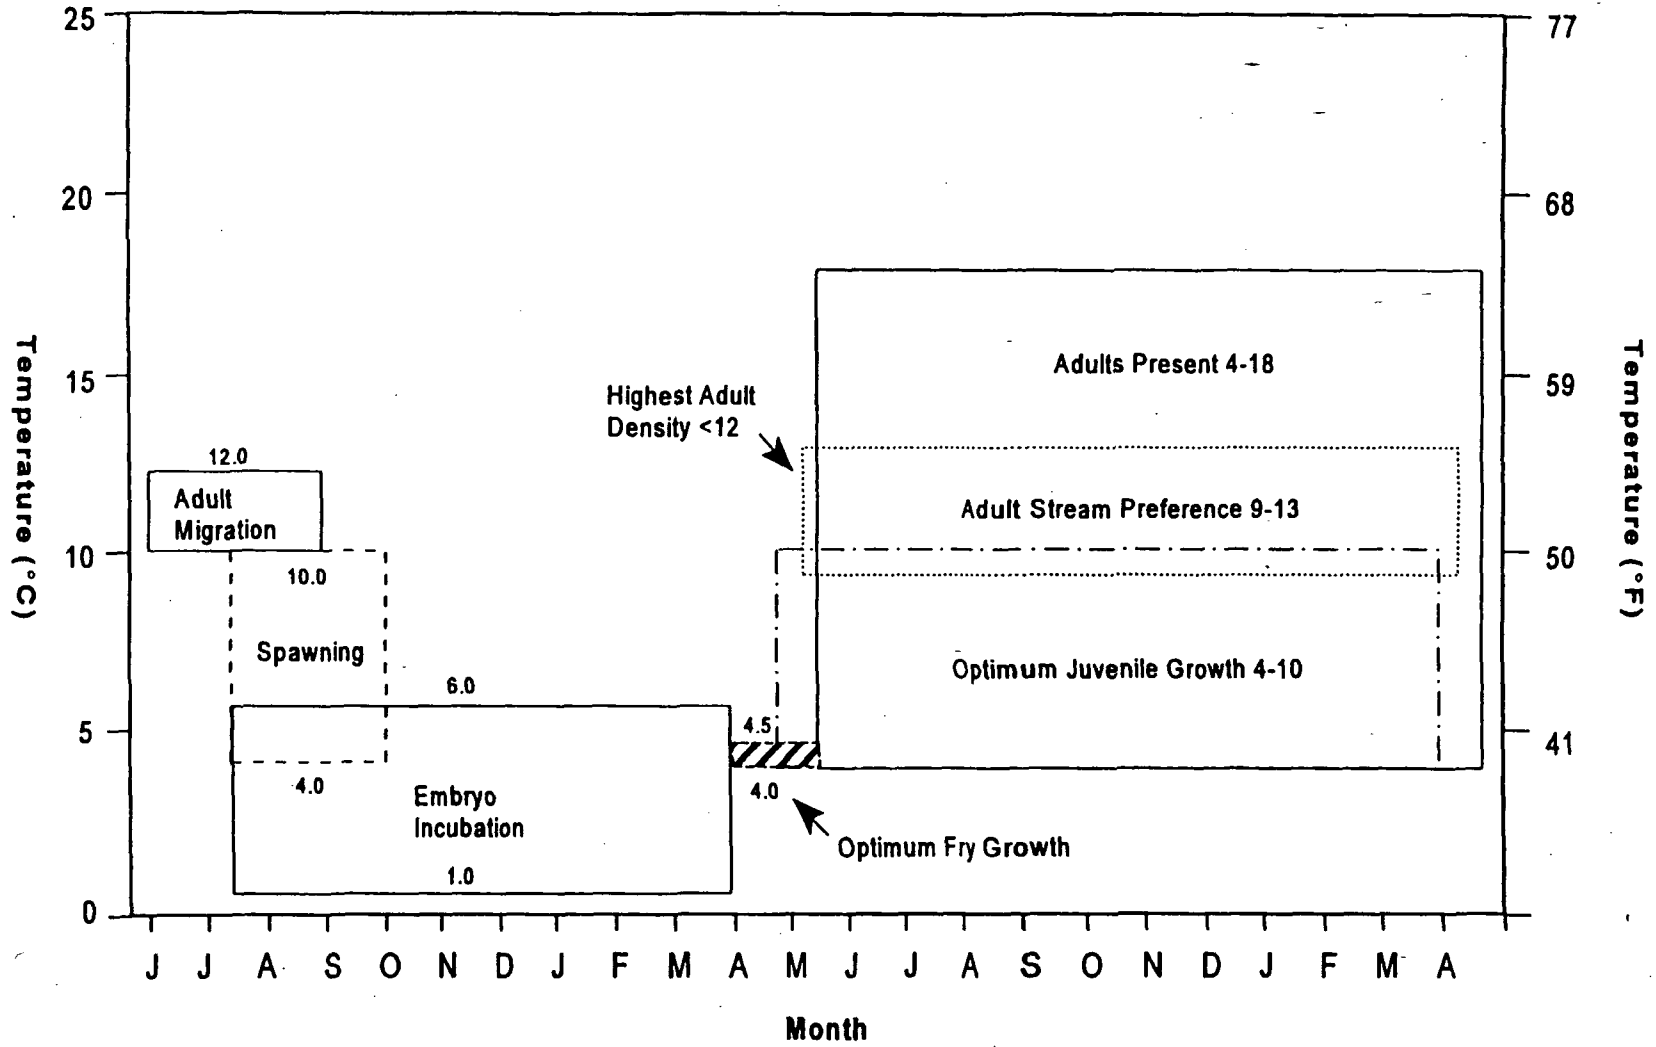 25
77
20
68
15
59
10
50
5
41
0
Temperature (°C)
Temperature (°F)
Adults Present 4-18
Highest Adult
Density <12
12.0
Adult
Migration
Adult Stream Preference 9-13
10.0
Spawning
6.0
Optimum Juvenile Growth 4-10
4.5
4.0
4.0
Embryo
Incubation
Optimum Fry Growth
1.0
J J A S O N D J F M A M J J A S O N D J F M A
Month